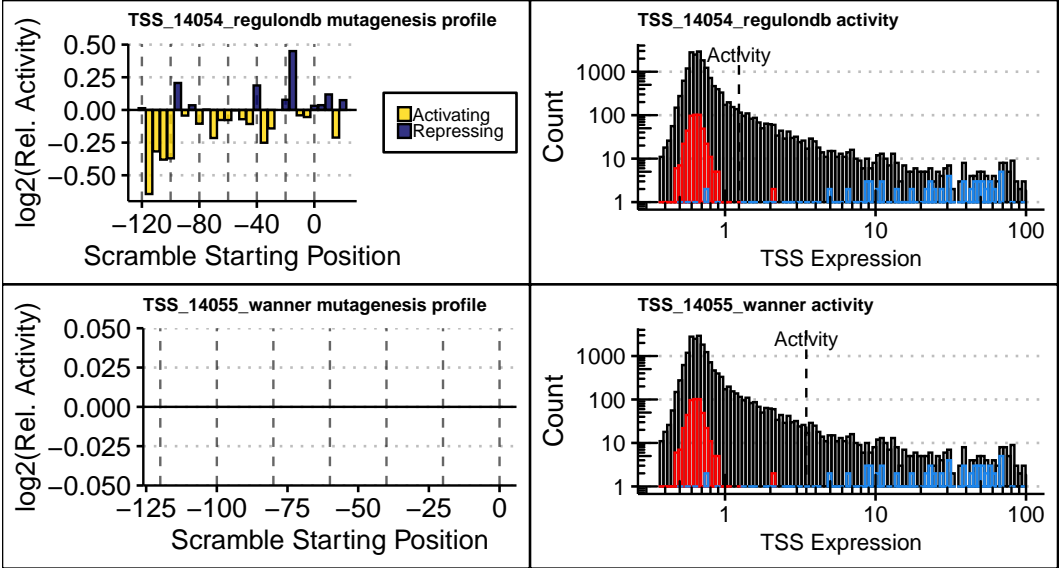 TSS_14054_regulondb mutagenesis profile
log2(Rel. Activity)
0.50
0.25
0.00
−0.25
−0.50
−120 −80 −40 0
Scramble Starting Position
Activating
Repressing
TSS_14054_regulondb activity
Activity
Count
1000
100
10
1
1 10 100
TSS Expression
TSS_14055_wanner mutagenesis profile
log2(Rel. Activity)
0.050
0.025
0.000
−0.025
−0.050
−125 −100 −75 −50 −25 0
Scramble Starting Position
TSS_14055_wanner activity
Activity
Count
1000
100
10
1
1 10 100
TSS Expression